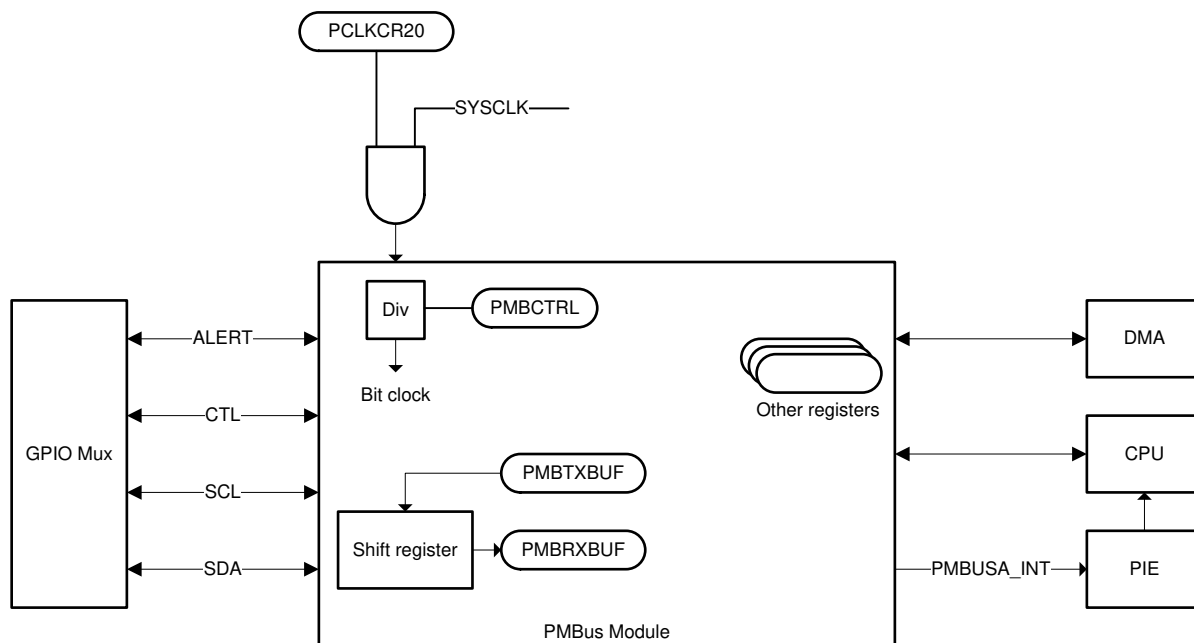 PCLKCR20
SYSCLK
Div
PMBCTRL
Bit clock
Other registers
ALERT
CTL
SCL
SDA
GPIO Mux
DMA
CPU
PMBTXBUF
Shift register
PMBRXBUF
PMBUSA_INT
PIE
PMBus Module